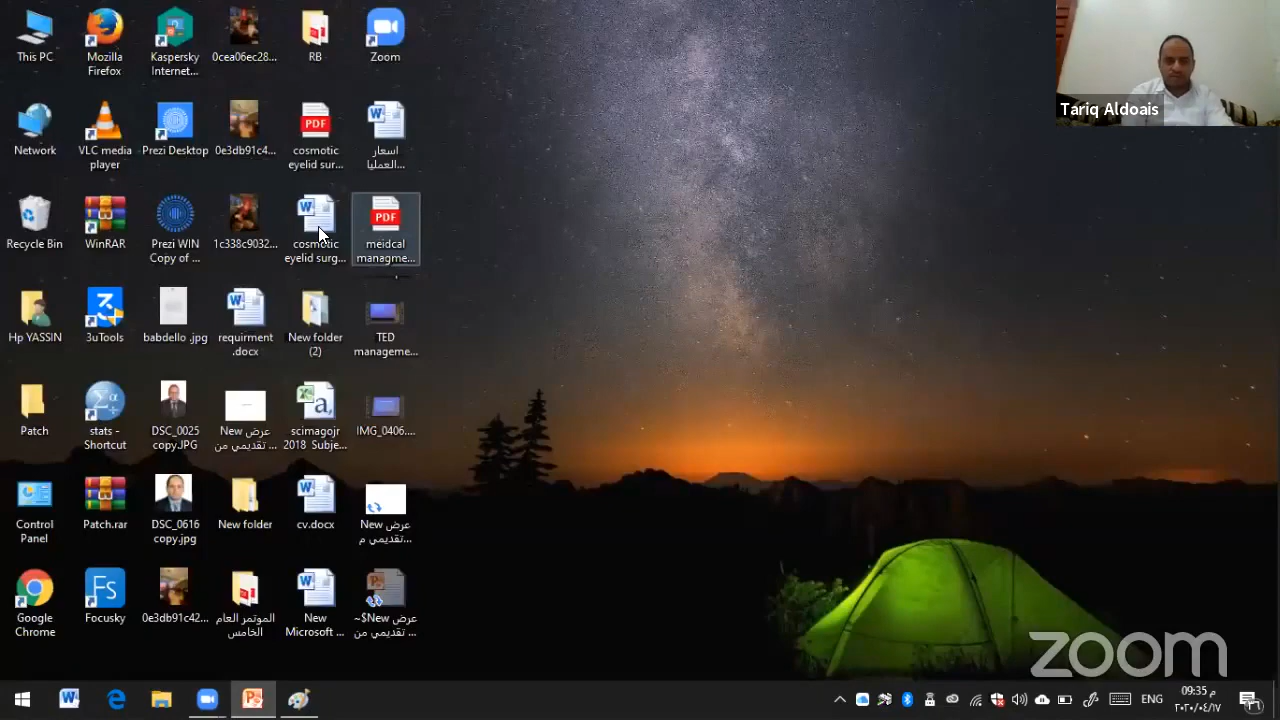 This PC
Mozilla
Firefox
Kaspersky
Internet...
0cea06ec28...
RB
Zoom
Tariq Aldoais
Network
VLC media
player
Prezi Desktop
0e3db91c4...
PDF
cosmotic
eyelid sur...
اسعار
العمليا...
Recycle Bin
WinRAR
Prezi WIN
Copy of ...
1c338c9032...
cosmotic
eyelid surg...
PDF
meidcal
managme...
Hp YASSIN
3uTools
babdello .jpg
requirment
.docx
New folder
(2)
TED
manageme...
Patch
stats -
Shortcut
DSC_0025
copy.JPG
New عرض
تقديمي من ...
scimagojr
2018 Subje...
IMG_0406....
Control
Panel
Patch.rar
DSC_0616
copy.jpg
New folder
cv.docx
New عرض
تقديمي م...
Google
Chrome
Fs
Focusky
0e3db91c42...
المؤتمر العام
الخامس
New
Microsoft ...
~$New عرض
تقديمي من ...
zoom
ENG
09:35 م
٢٠٢٠/٠٤/١٧